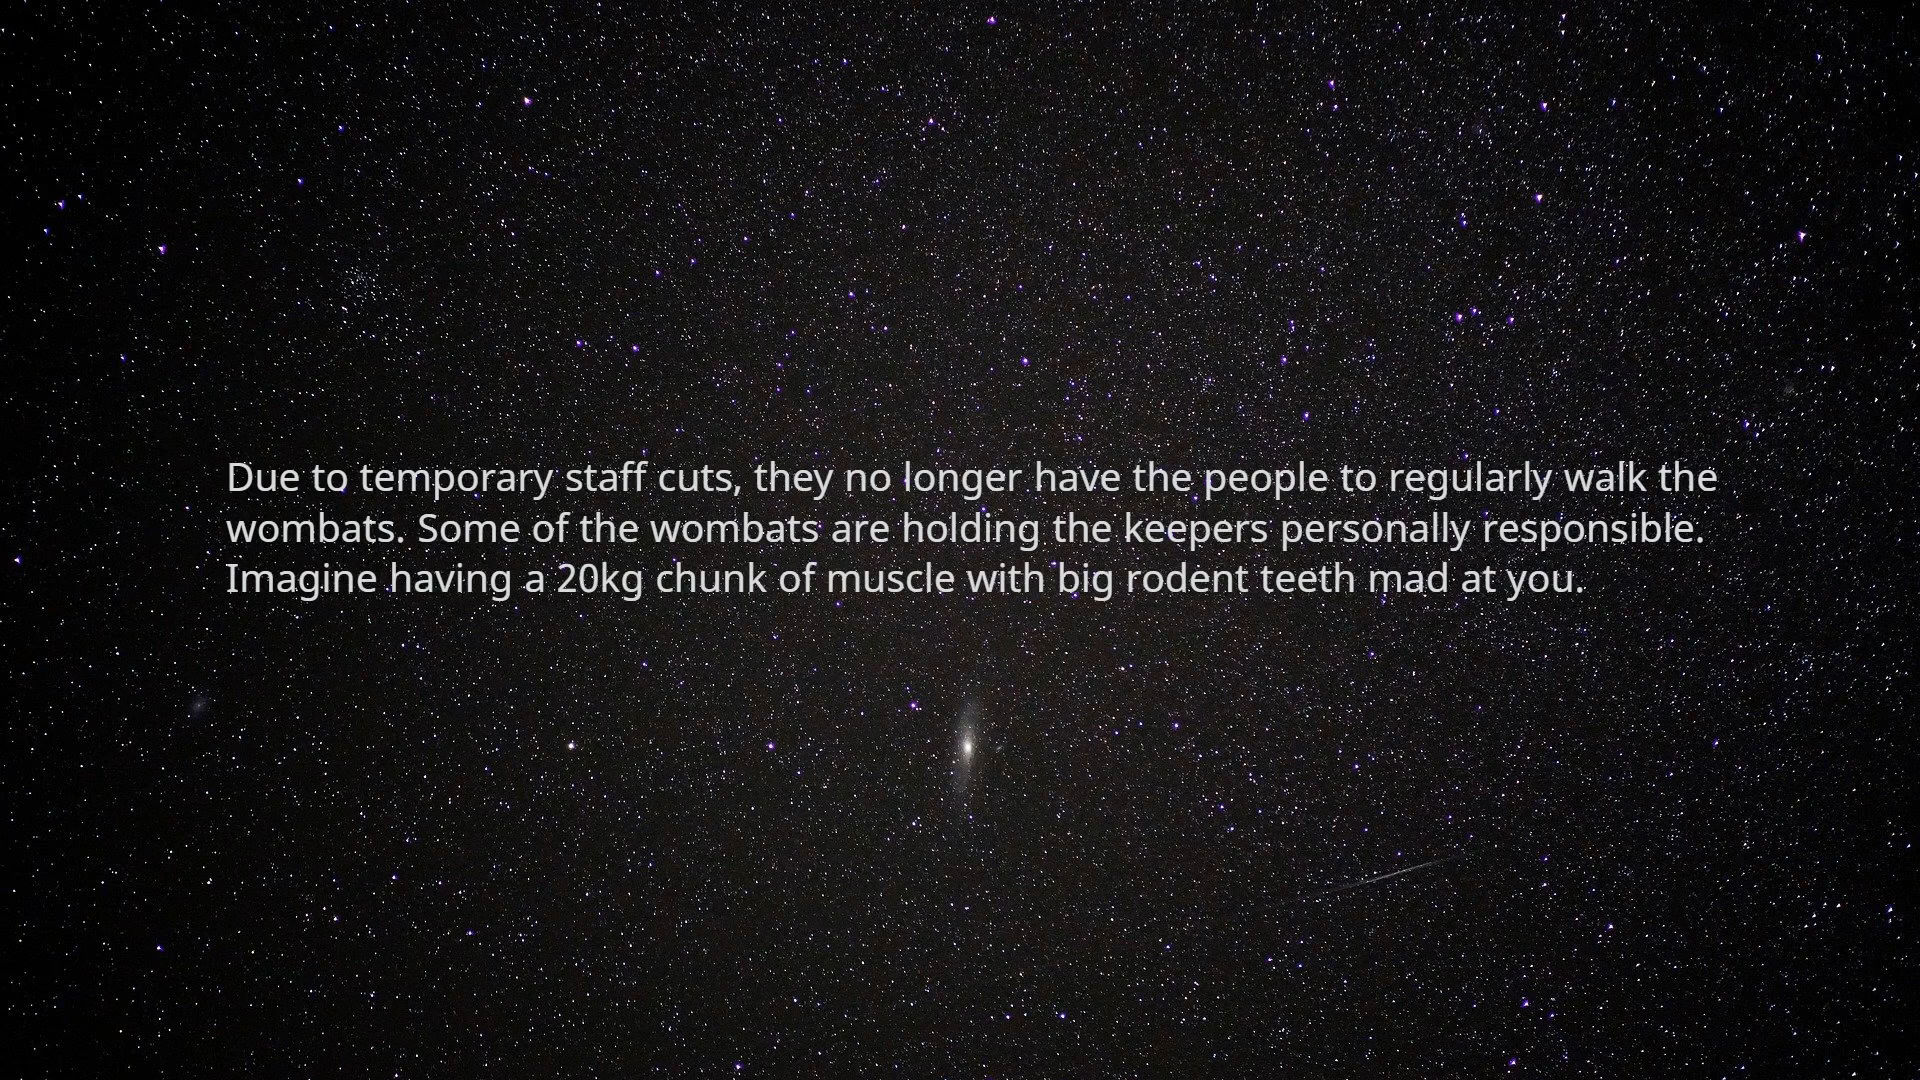 Due to temporary staff cuts, they no longer have the people to regularly walk the
wombats. Some of the wombats are holding the keepers personally responsible.
Imagine having a 20kg chunk of muscle with big rodent teeth mad at you.